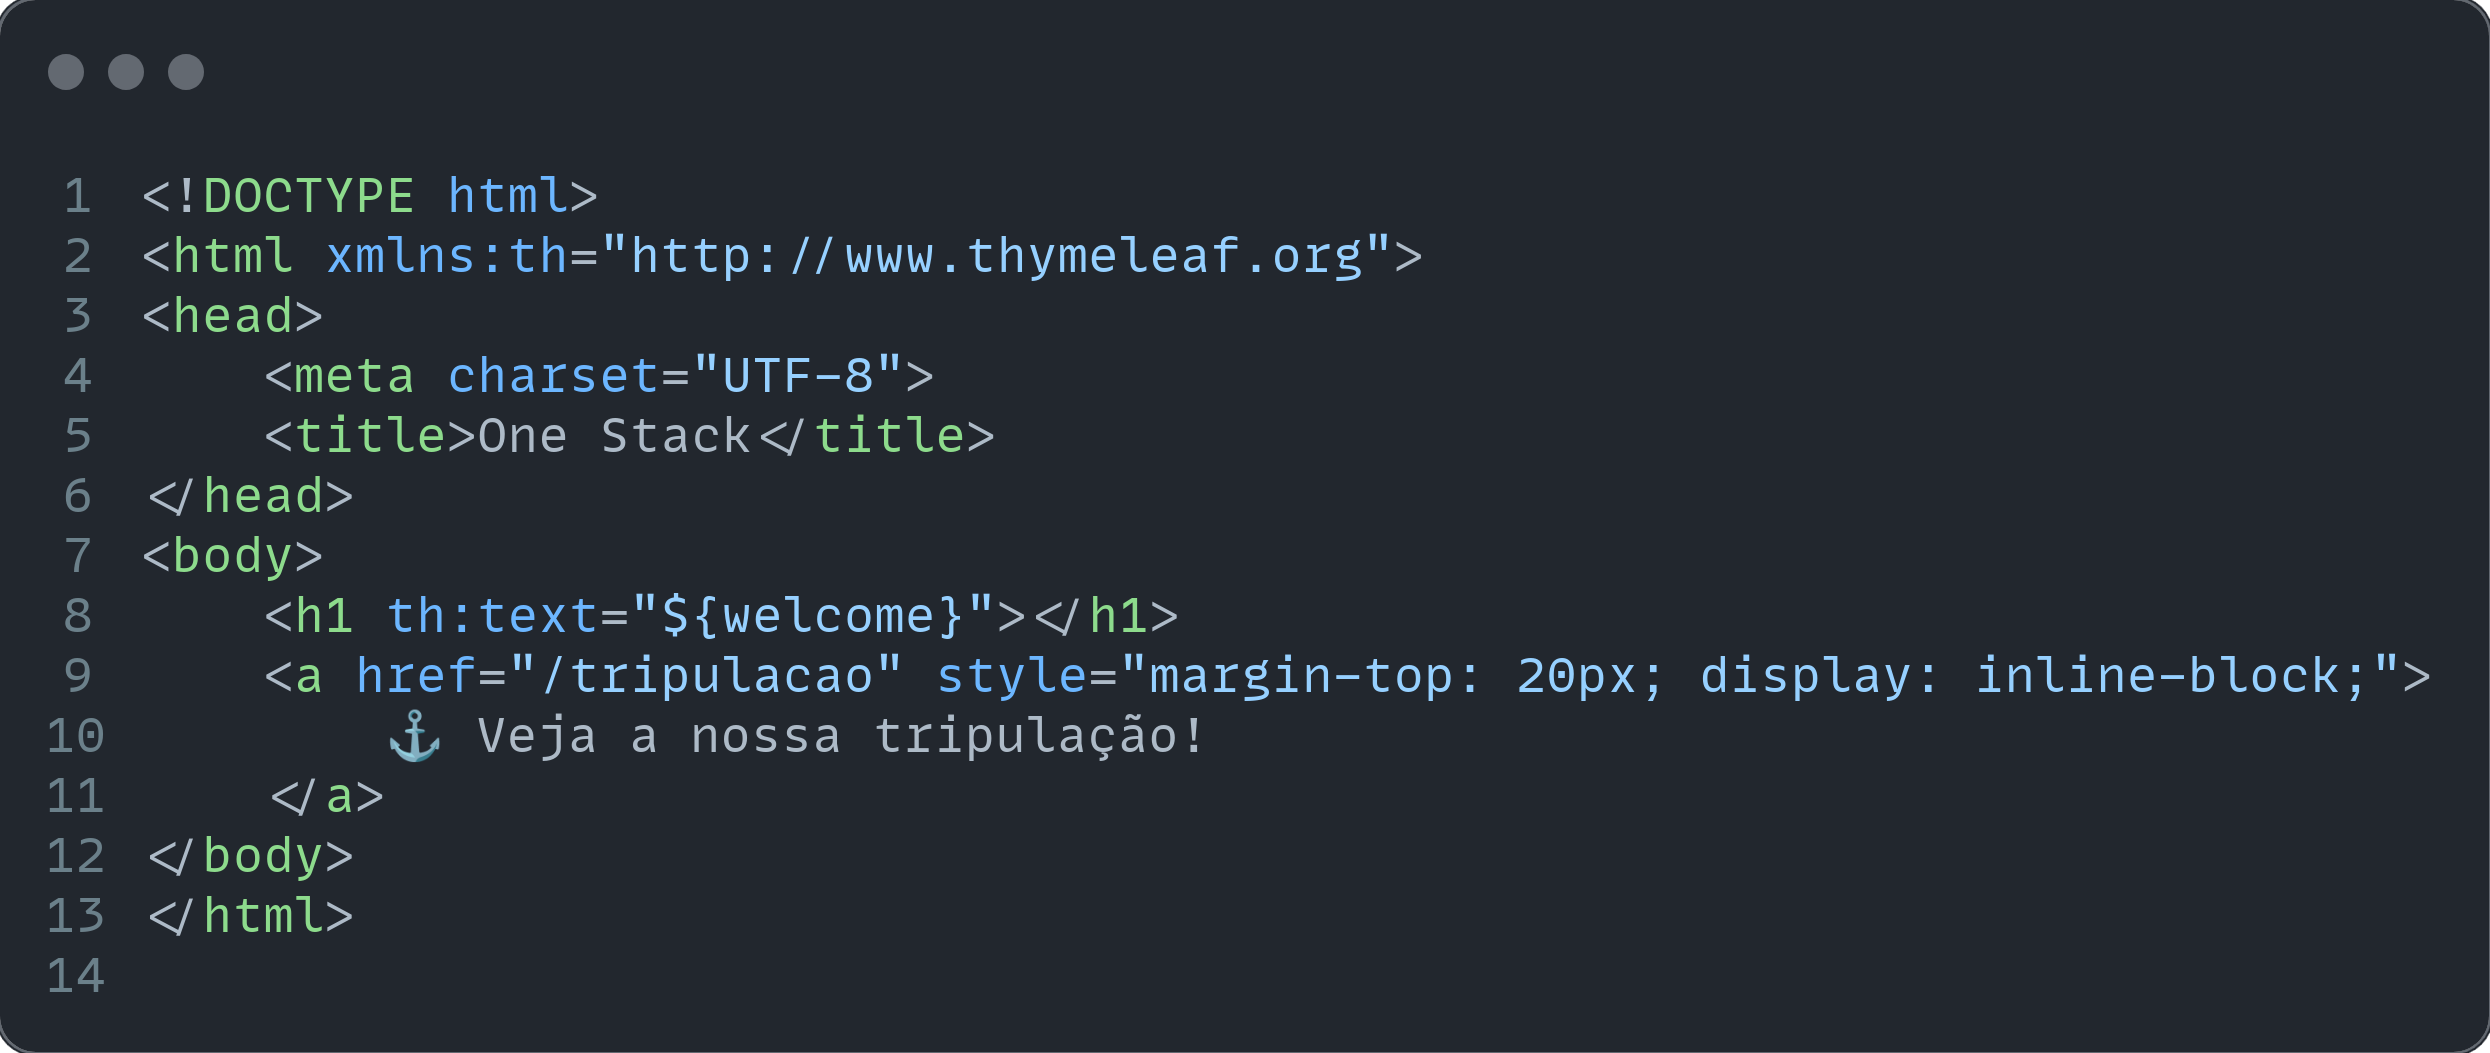 1 <!DOCTYPE html>
2 <html xmlns:th="http://www.thymeleaf.org">
3 <head>
4     <meta charset="UTF-8">
5     <title>One Stack</title>
6 </head>
7 <body>
8     <h1 th:text="${welcome}"></h1>
9     <a href="/tripulacao" style="margin-top: 20px; display: inline-block;">
10         ⚓ Veja a nossa tripulação!
11     </a>
12 </body>
13 </html>
14